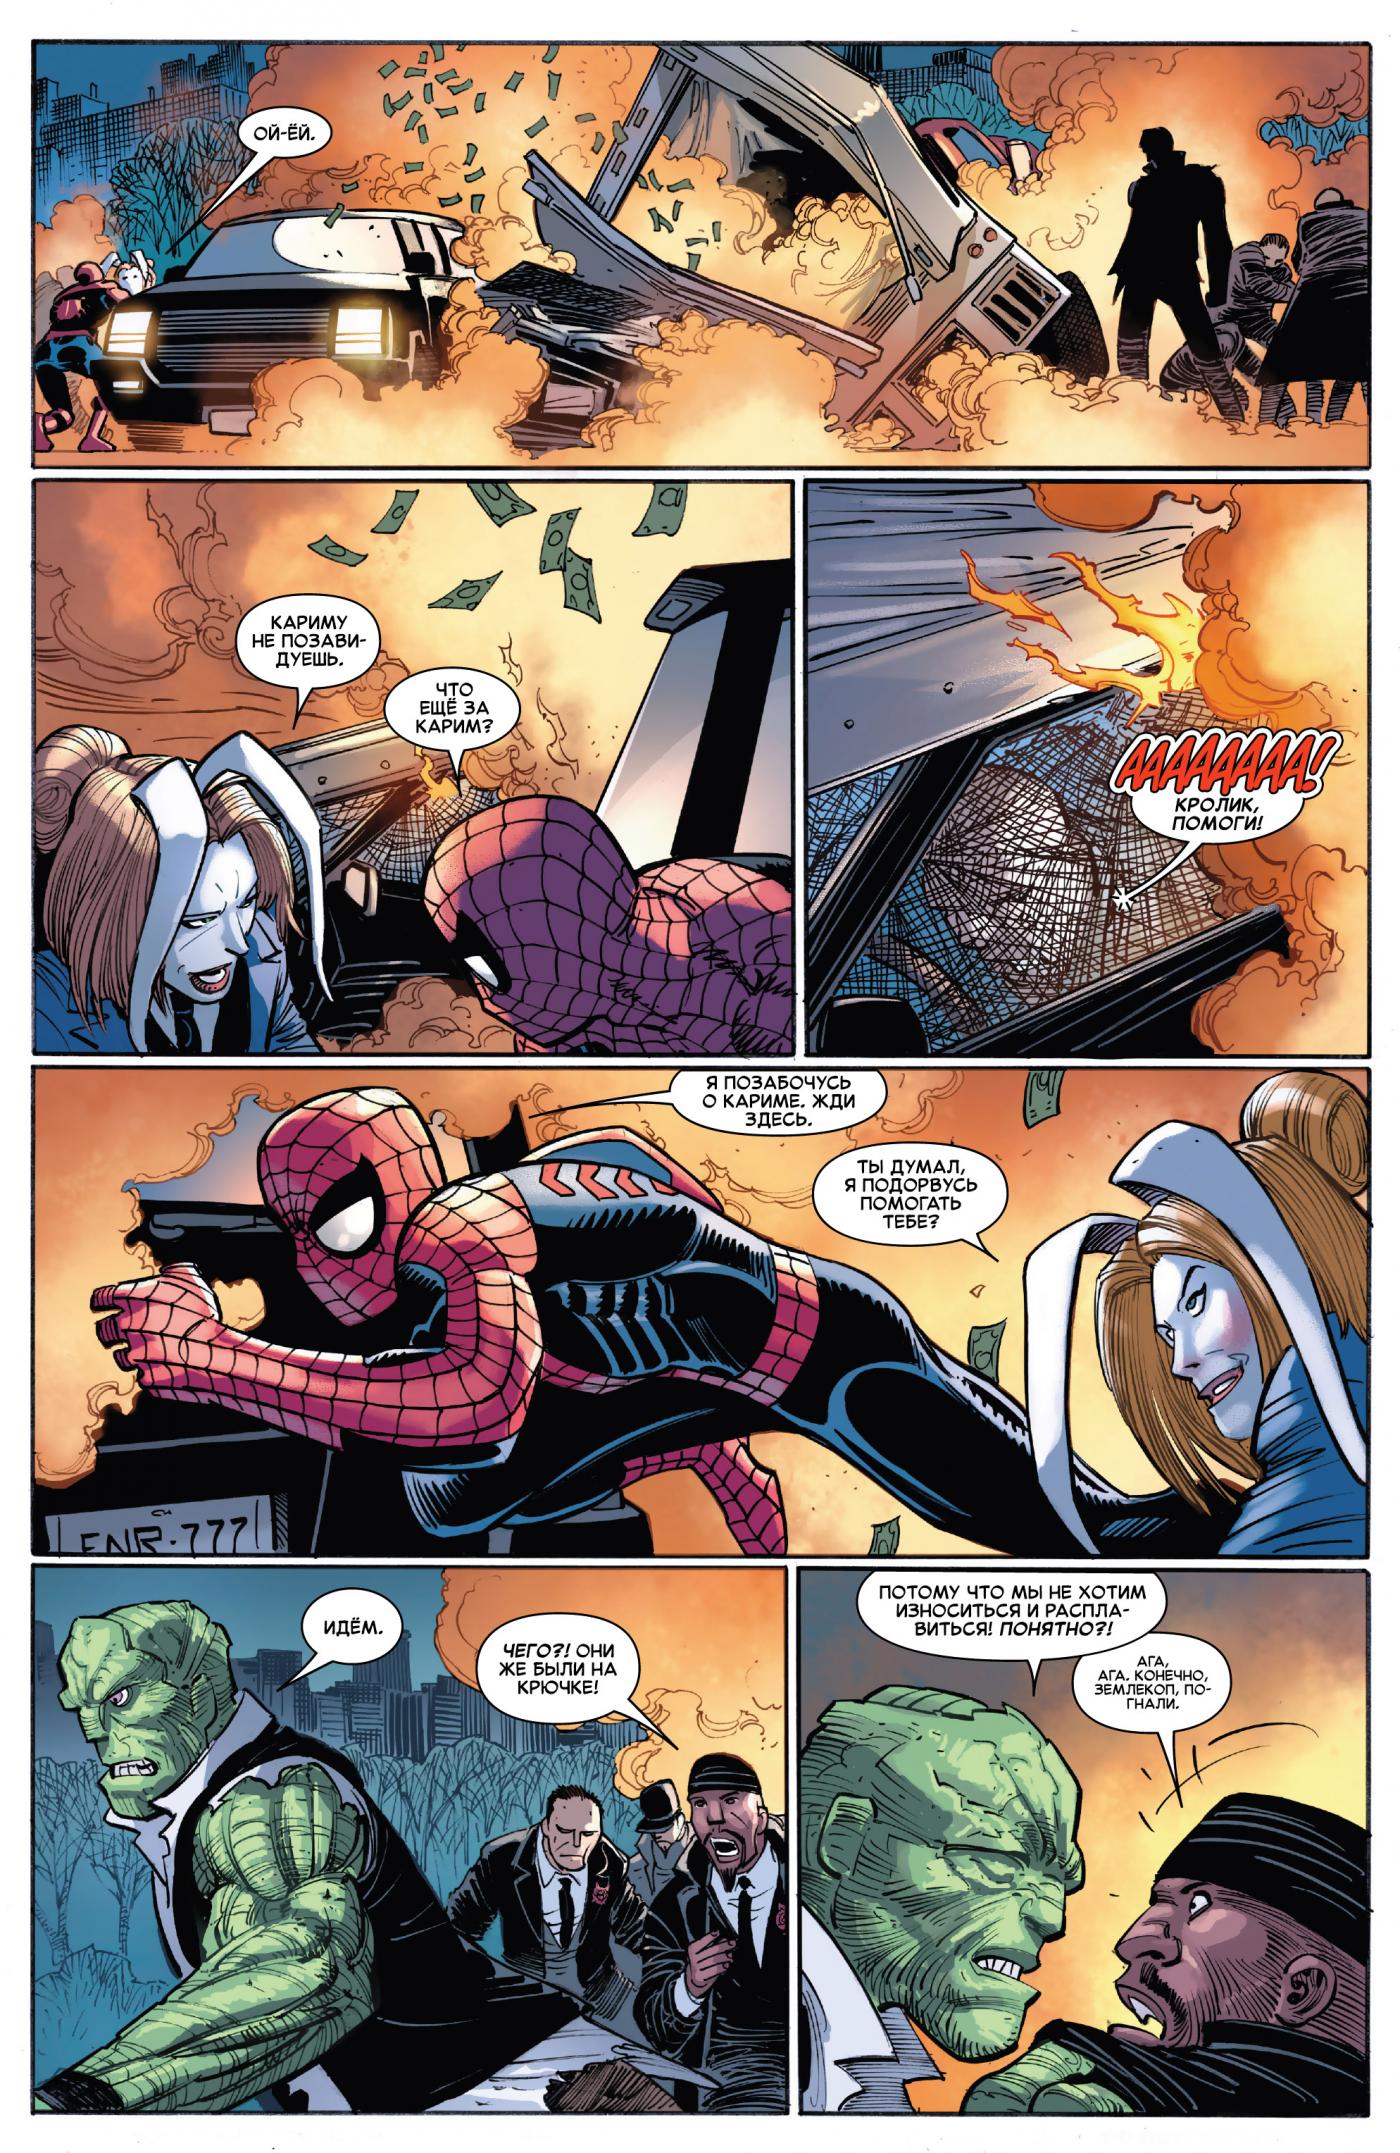 ОЙ-ЁЙ.
КАРИМУ
НЕ ПОЗАВИ-
ДУЕШЬ.
ЧТО
ЕЩЁ ЗА
КАРИМ?
АААААААА!
КРОЛИК,
ПОМОГИ!
Я ПОЗАБОЧУСЬ
О КАРИМЕ. ЖДИ
ЗДЕСЬ.
ТЫ ДУМАЛ,
Я ПОДОРВУСЬ
ПОМОГАТЬ
ТЕБЕ?
FNR·777
ИДЁМ.
ЧЕГО?! ОНИ
ЖЕ БЫЛИ НА
КРЮЧКЕ!
ПОТОМУ ЧТО МЫ НЕ ХОТИМ
ИЗНОСИТЬСЯ И РАСПЛА-
ВИТЬСЯ! ПОНЯТНО?!
АГА,
АГА. КОНЕЧНО,
ЗЕМЛЕКОП, ПО-
ГНАЛИ.